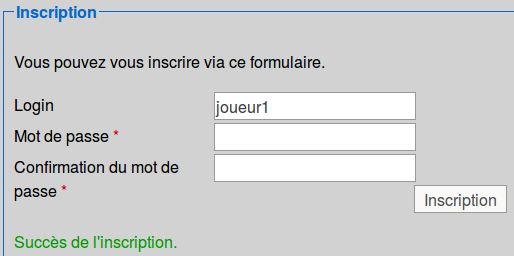 Inscription
Vous pouvez vous inscrire via ce formulaire.
Login joueur1
Mot de passe *
Confirmation du mot de
passe *
Inscription
Succès de l'inscription.